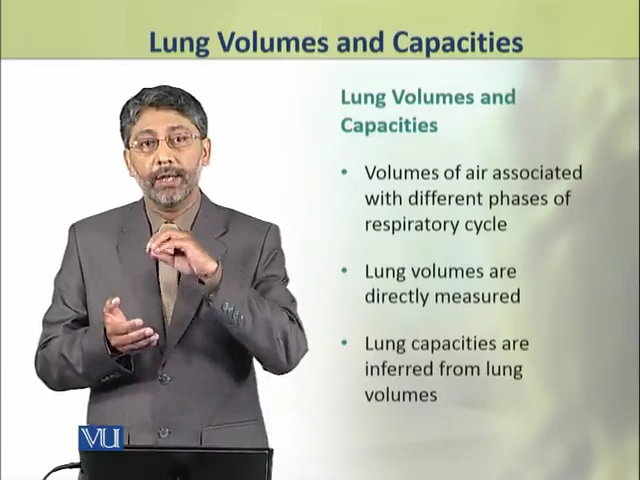 Lung Volumes and Capacities
Lung Volumes and
Capacities
• Volumes of air associated
with different phases of
respiratory cycle
• Lung volumes are
directly measured
• Lung capacities are
inferred from lung
volumes
VU